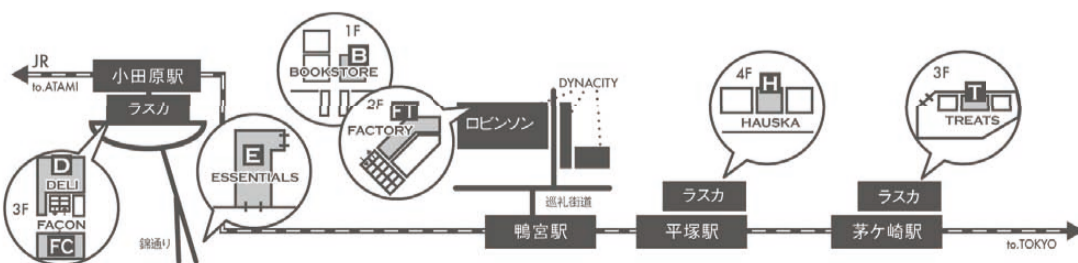 JR
to.ATAMI
小田原駅
ラスカ
3F
D
DELI
FAÇON
FC
錦通り
E
ESSENTIALS
1F
B
BOOKSTORE
2F
FT
FACTORY
ロビンソン
DYNACITY
巡礼街道
鴨宮駅
4F
H
HAUSKA
ラスカ
平塚駅
3F
T
TREATS
ラスカ
茅ケ崎駅
to.TOKYO